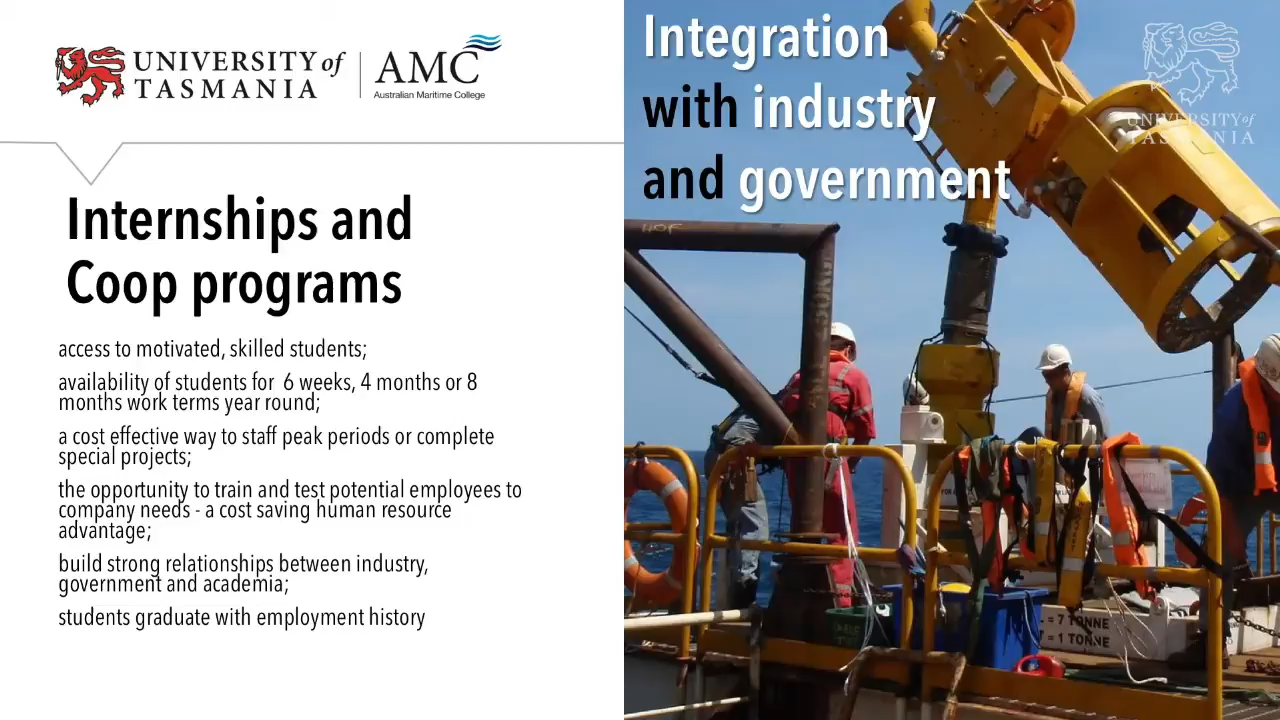 UNIVERSITY of
TASMANIA
AMC
Australian Maritime College
Internships and
Coop programs
access to motivated, skilled students;
availability of students for 6 weeks, 4 months or 8
months work terms year round;
a cost effective way to staff peak periods or complete
special projects;
the opportunity to train and test potential employees to
company needs - a cost saving human resource
advantage;
build strong relationships between industry,
government and academia;
students graduate with employment history
Integration
with industry
and government
UNIVERSITY of
TASMANIA
HOF
= 7 TONNE
= 1 TONNE